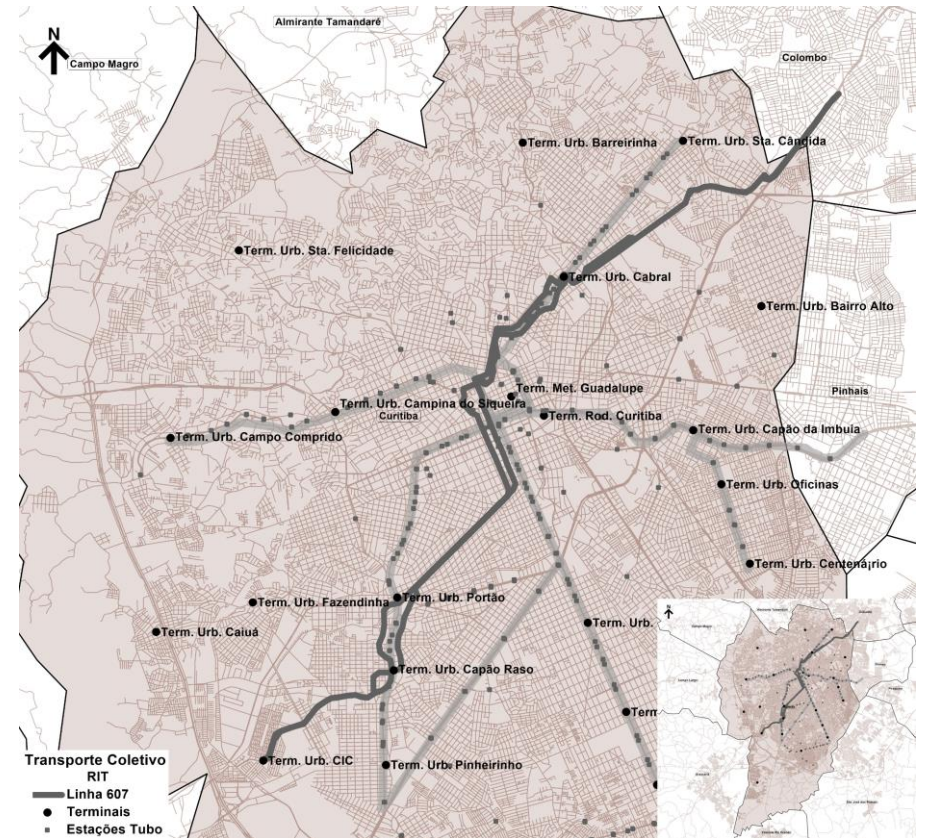 Almirante Tamandaré
N
Campo Magro
Colombo
Term. Urb. Barreirinha
Term. Urb. Sta. Cândida
Term. Urb. Sta. Felicidade
Term. Urb. Cabral
Term. Urb. Bairro Alto
Term. Met. Guadalupe
Pinhais
Term. Urb. Campina do Siqueira
Curitiba
Term. Rod. Curitiba
Term. Urb. Capão da Imbuia
Term. Urb. Campo Comprido
Term. Urb. Oficinas
Term. Urb. Centená¡rio
Term. Urb. Fazendinha
Term. Urb. Portão
Term. Urb.
Term. Urb. Caiuá
Term. Urb. Capão Raso
Term
Term. Urb. CIC
Term. Urb. Pinheirinho
Transporte Coletivo
RIT
Linha 607
Terminais
Estações Tubo
N